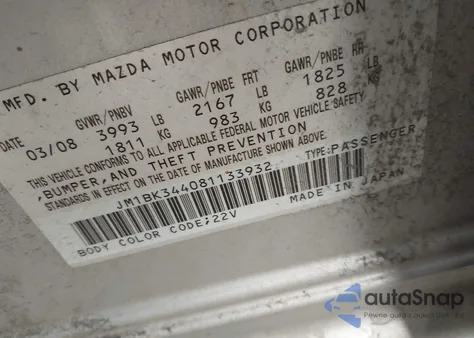 MFD. BY MAZDA MOTOR CORPORATION
DATE GVWR/PNBV GAWR/PNBE FRT GAWR/PNBE RR
03/08 3993 LB 2167 LB 1825 LB
1811 KG 983 KG 828 KG
THIS VEHICLE CONFORMS TO ALL APPLICABLE FEDERAL MOTOR VEHICLE SAFETY
,BUMPER, AND THEFT PREVENTION
STANDARDS IN EFFECT ON THE DATE OF MANUFACTURE SHOWN ABOVE.
JM1BK344081133932 TYPE:PASSENGER
MADE IN JAPAN
BODY COLOR CODE;22V
autoSnap